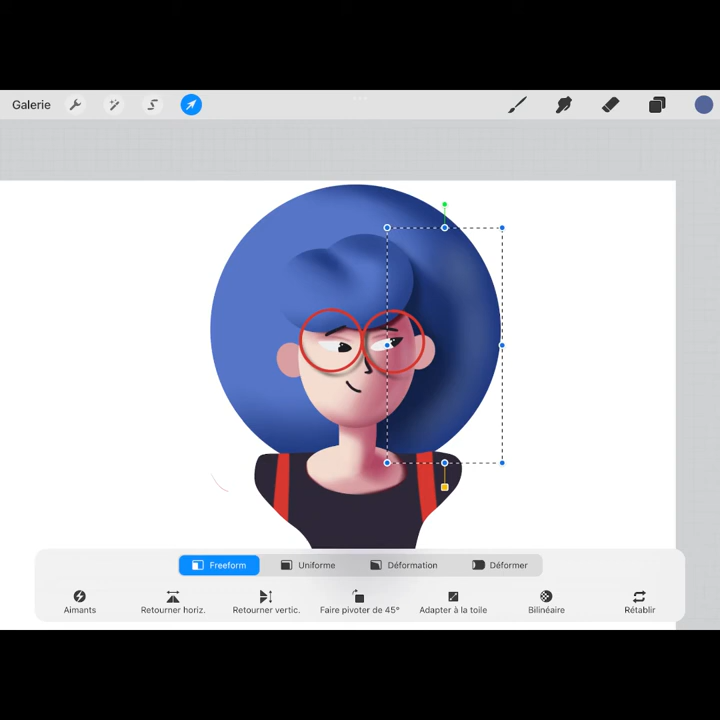 Galerie
Freeform Uniforme Déformation Déformer
Aimants Retourner horiz. Retourner vertic. Faire pivoter de 45° Adapter à la toile Bilinéaire Rétablir